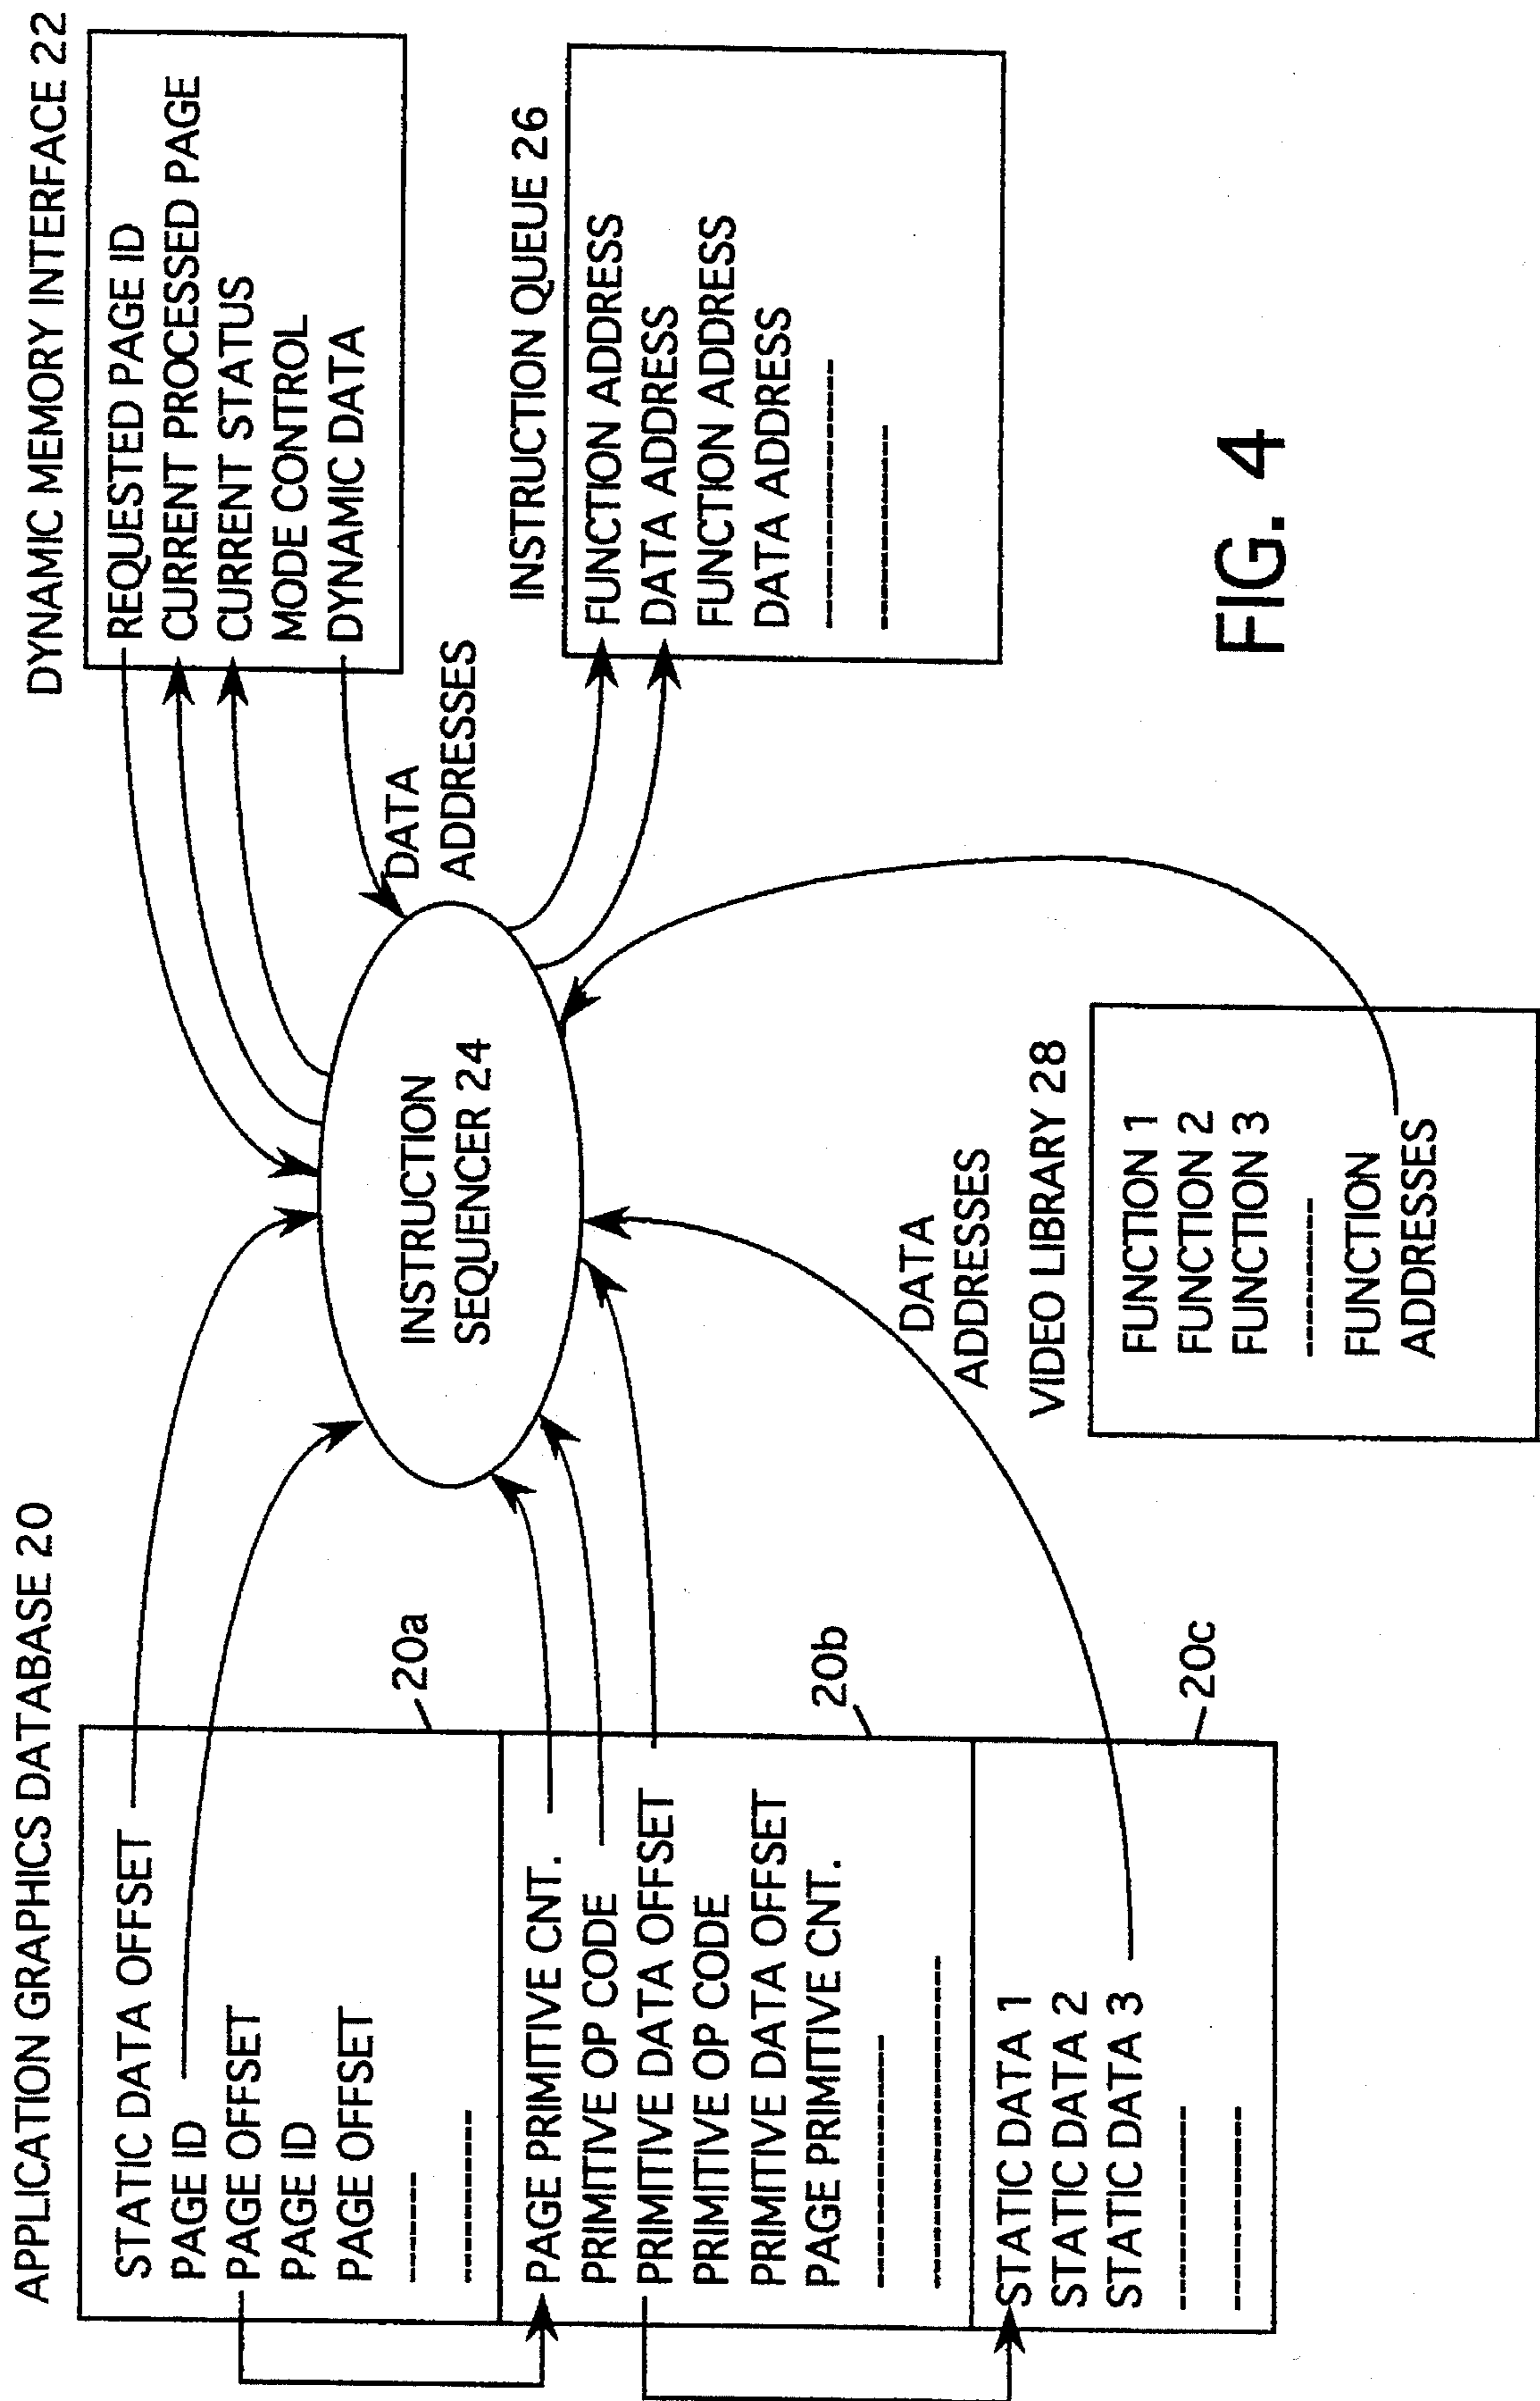 APPLICATION GRAPHICS DATABASE 20
STATIC DATA OFFSET
PAGE ID
PAGE OFFSET
PAGE ID
PAGE OFFSET
-------
----------
20a
PAGE PRIMITIVE CNT.
PRIMITIVE OP CODE
PRIMITIVE DATA OFFSET
PRIMITIVE OP CODE
PRIMITIVE DATA OFFSET
PAGE PRIMITIVE CNT.
---------------
-------------------
20b
STATIC DATA 1
STATIC DATA 2
STATIC DATA 3
------------
------------
20c
INSTRUCTION
SEQUENCER 24
DATA
ADDRESSES
VIDEO LIBRARY 28
FUNCTION 1
FUNCTION 2
FUNCTION 3
---------
FUNCTION
ADDRESSES
DYNAMIC MEMORY INTERFACE 22
REQUESTED PAGE ID
CURRENT PROCESSED PAGE
CURRENT STATUS
MODE CONTROL
DYNAMIC DATA
DATA
ADDRESSES
INSTRUCTION QUEUE 26
FUNCTION ADDRESS
DATA ADDRESS
FUNCTION ADDRESS
DATA ADDRESS
----------------
------------
FIG. 4